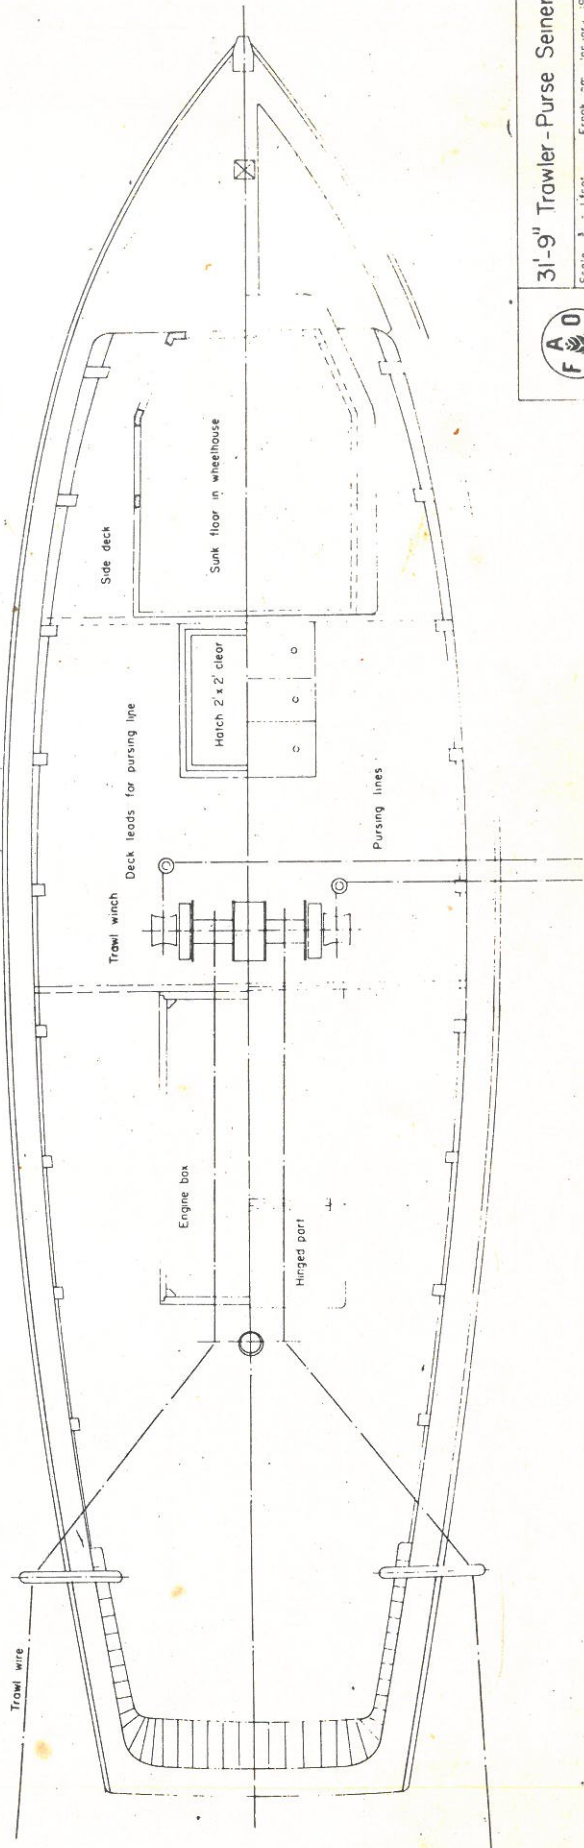 31'-9" Trawler - Purse Seiner
F A O
Side deck
Sunk floor in wheelhouse
Hatch 2' x 2' clear
Deck leads for pursing line
Pursing lines
Trawl winch
Engine box
Hinged part
Trawl wire